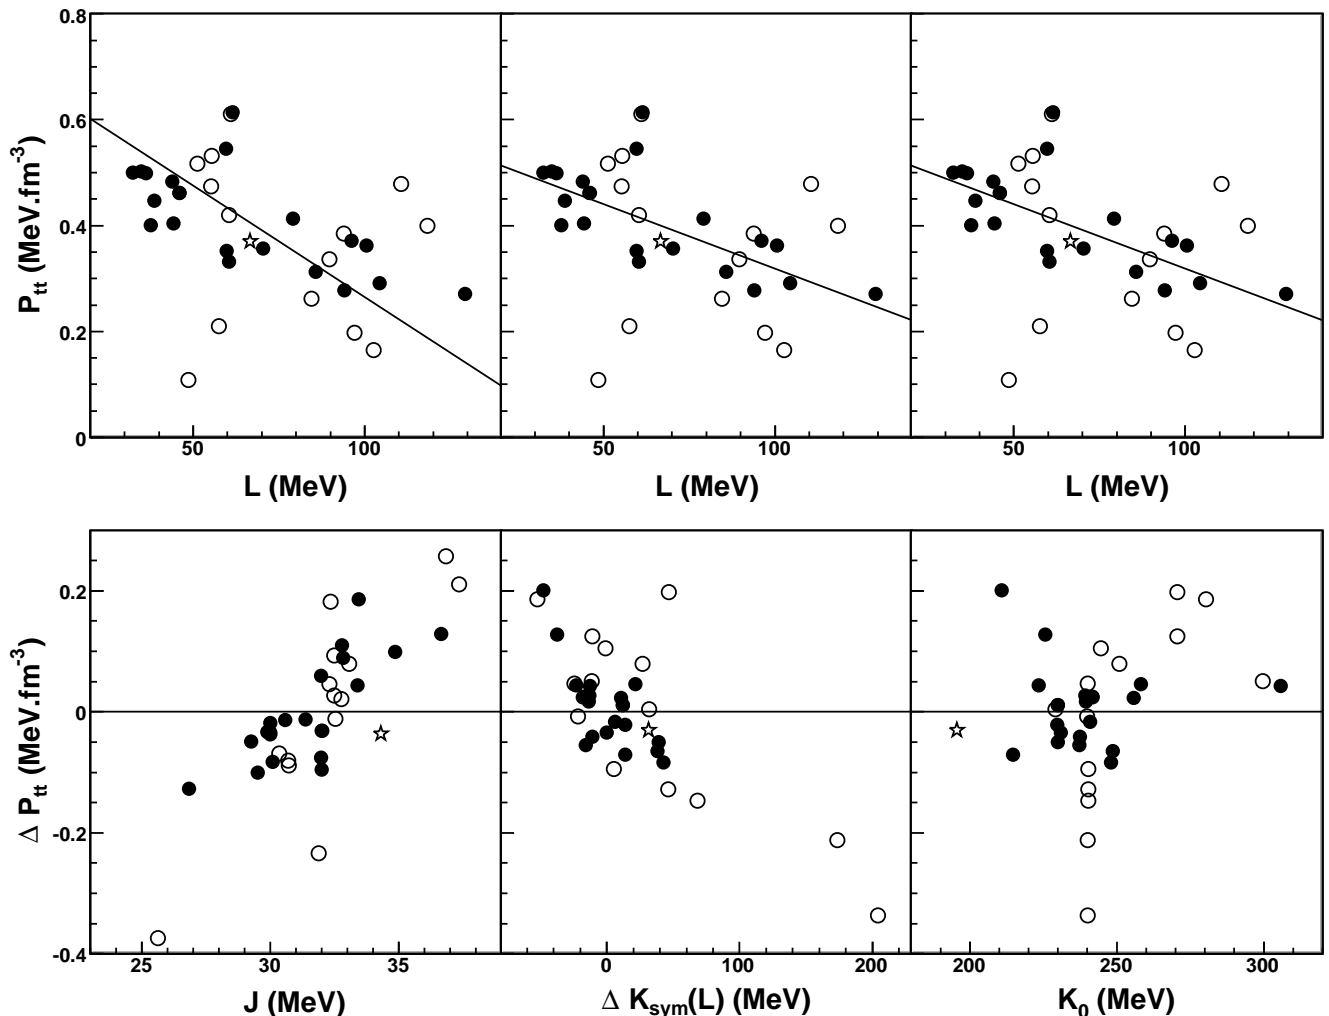 0.8
0.6
0.4
0.2
0
P_tt (MeV.fm^-3)
50 100 50 100 50 100
L (MeV) L (MeV) L (MeV)
0.2
0
-0.2
-0.4
Δ P_tt (MeV.fm^-3)
25 30 35 0 100 200 200 250 300
J (MeV) Δ K_sym(L) (MeV) K_0 (MeV)